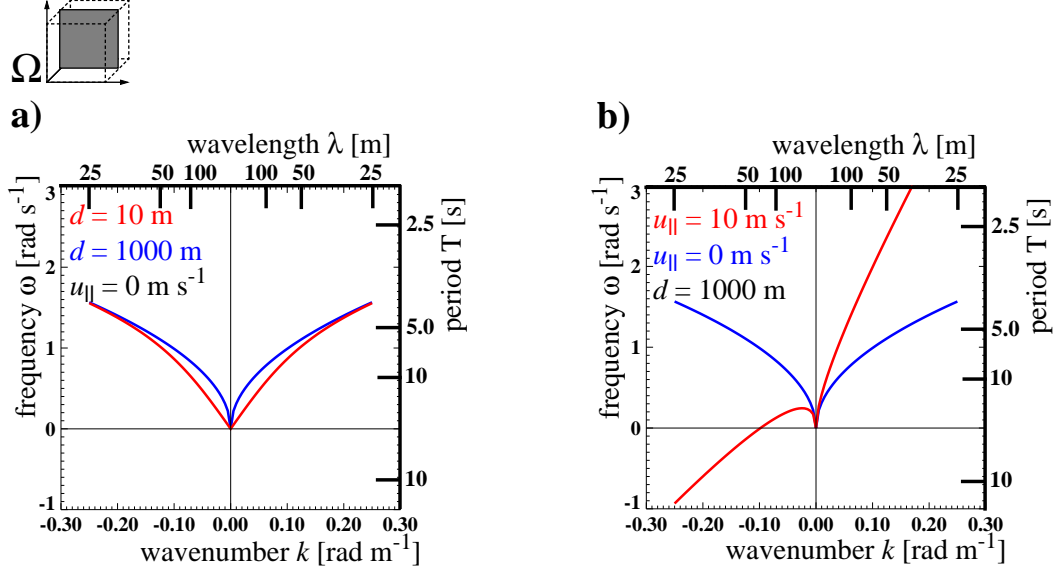 Ω
a)
wavelength λ [m]
25 50 100 100 50 25
frequency ω [rad s⁻¹]
3
2
1
0
-1
d = 10 m
d = 1000 m
u|| = 0 m s⁻¹
2.5
5.0
10
10
period T [s]
-0.30 -0.20 -0.10 0.00 0.10 0.20 0.30
wavenumber k [rad m⁻¹]
b)
wavelength λ [m]
25 50 100 100 50 25
frequency ω [rad s⁻¹]
3
2
1
0
-1
u|| = 10 m s⁻¹
u|| = 0 m s⁻¹
d = 1000 m
2.5
5.0
10
10
period T [s]
-0.30 -0.20 -0.10 0.00 0.10 0.20 0.30
wavenumber k [rad m⁻¹]